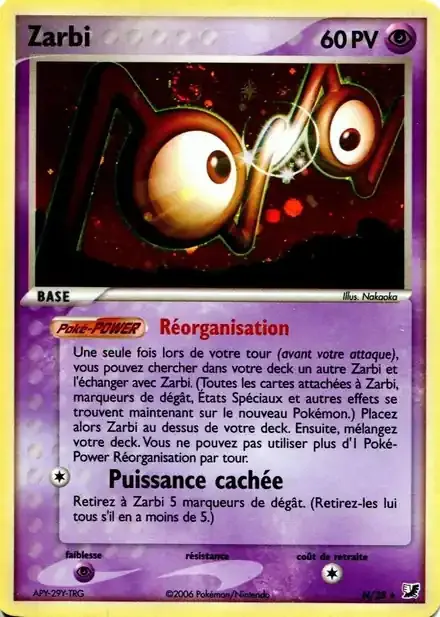 Zarbi
60 PV
BASE
Illus. Nakaoka
Poké-POWER Réorganisation
Une seule fois lors de votre tour (avant votre attaque),
vous pouvez chercher dans votre deck un autre Zarbi et
l'échanger avec Zarbi. (Toutes les cartes attachées à Zarbi,
marqueurs de dégât, États Spéciaux et autres effets se
trouvent maintenant sur le nouveau Pokémon.) Placez
alors Zarbi au dessus de votre deck. Ensuite, mélangez
votre deck. Vous ne pouvez pas utiliser plus d'1 Poké-
Power Réorganisation par tour.
Puissance cachée
Retirez à Zarbi 5 marqueurs de dégât. (Retirez-les lui
tous s'il en a moins de 5.)
faiblesse
résistance
coût de retraite
APY-29Y-TRG
©2006 Pokémon/Nintendo
N/28